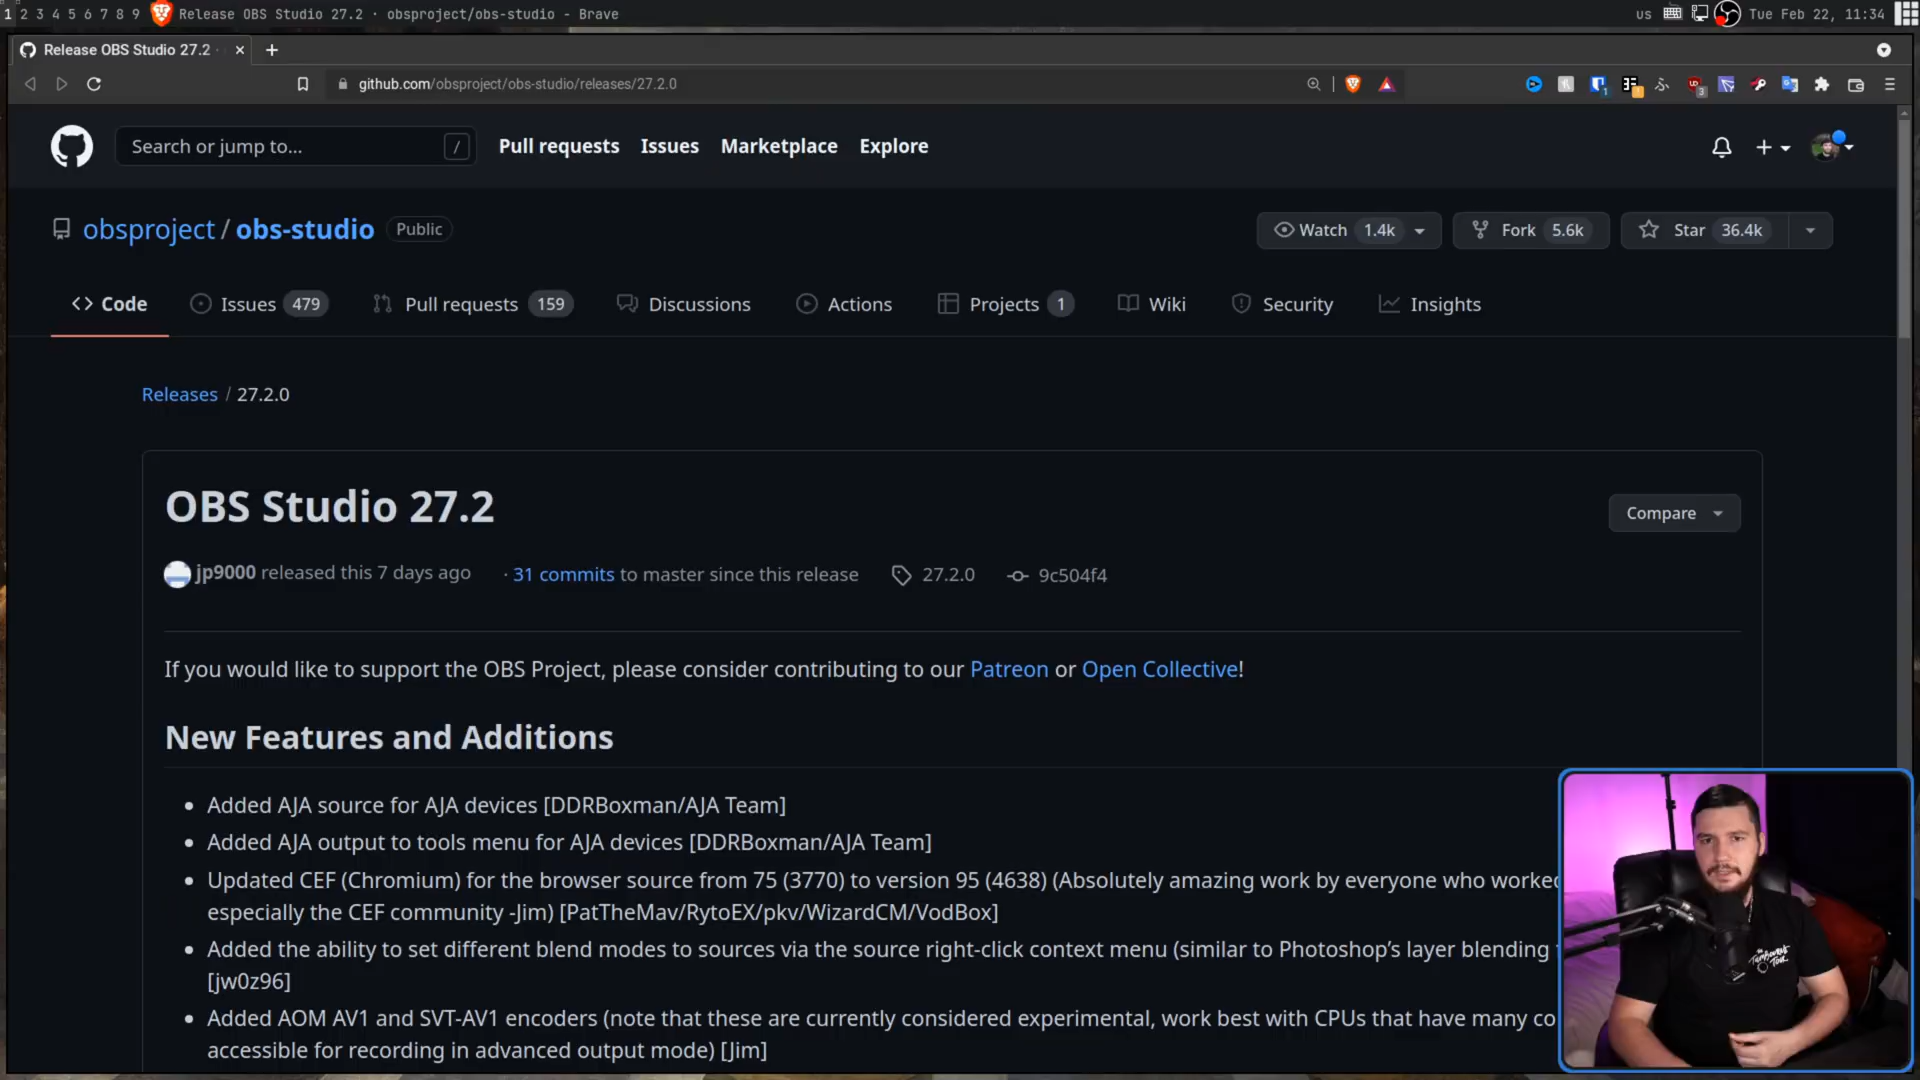 1 2 3 4 5 6 7 8 9 Release OBS Studio 27.2 · obsproject/obs-studio - Brave us Tue Feb 22, 11:34
Release OBS Studio 27.2 ·
github.com/obsproject/obs-studio/releases/27.2.0
Search or jump to... / Pull requests Issues Marketplace Explore
obsproject / obs-studio Public Watch 1.4k Fork 5.6k Star 36.4k
Code Issues 479 Pull requests 159 Discussions Actions Projects 1 Wiki Security Insights
Releases / 27.2.0
OBS Studio 27.2
Compare
jp9000 released this 7 days ago · 31 commits to master since this release 27.2.0 9c504f4
If you would like to support the OBS Project, please consider contributing to our Patreon or Open Collective!
New Features and Additions
• Added AJA source for AJA devices [DDRBoxman/AJA Team]
• Added AJA output to tools menu for AJA devices [DDRBoxman/AJA Team]
• Updated CEF (Chromium) for the browser source from 75 (3770) to version 95 (4638) (Absolutely amazing work by everyone who worked
especially the CEF community -Jim) [PatTheMav/RytoEX/pkv/WizardCM/VodBox]
• Added the ability to set different blend modes to sources via the source right-click context menu (similar to Photoshop's layer blending
[jw0z96]
• Added AOM AV1 and SVT-AV1 encoders (note that these are currently considered experimental, work best with CPUs that have many co
accessible for recording in advanced output mode) [Jim]